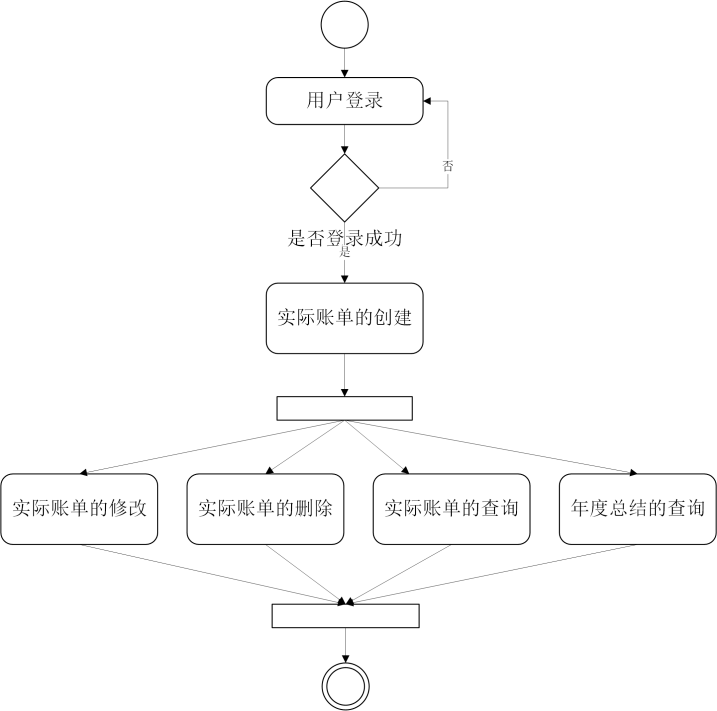 用户登录
否
是否登录成功
是
实际账单的创建
实际账单的修改
实际账单的删除
实际账单的查询
年度总结的查询